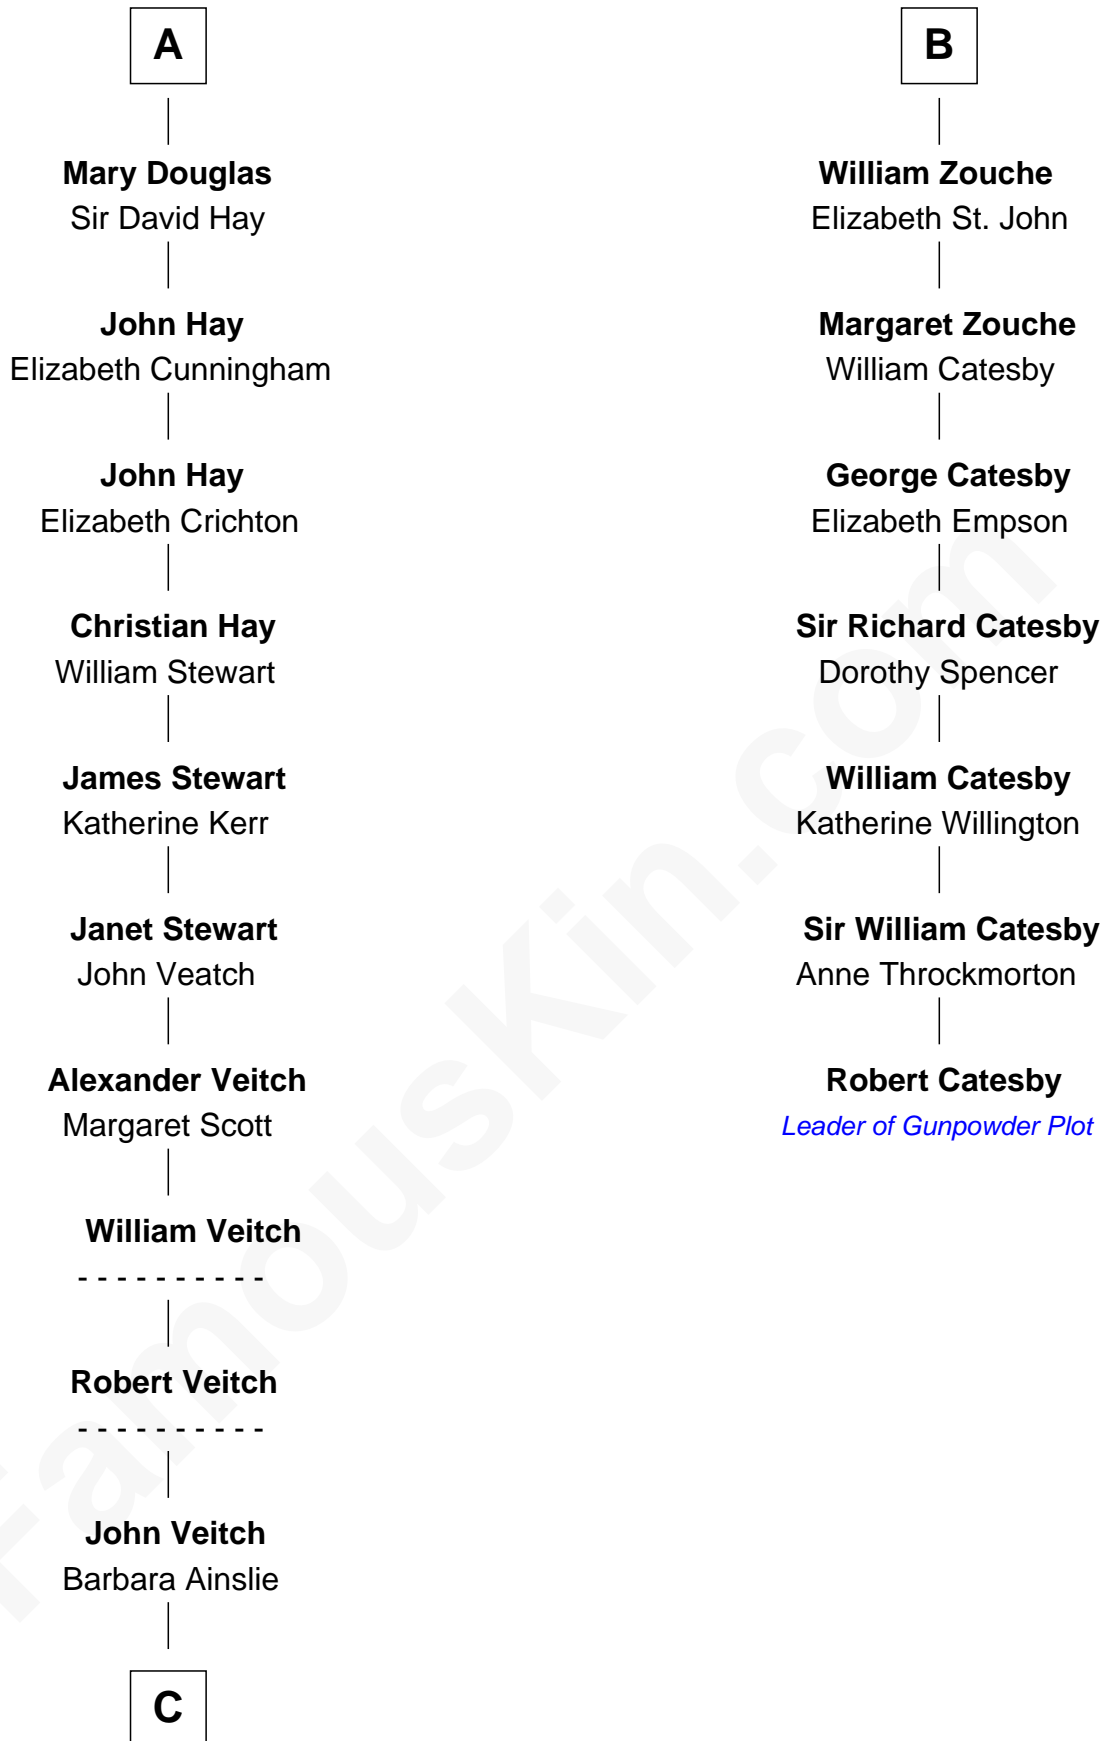 A
Mary Douglas
Sir David Hay
John Hay
Elizabeth Cunningham
John Hay
Elizabeth Crichton
Christian Hay
William Stewart
James Stewart
Katherine Kerr
Janet Stewart
John Veatch
Alexander Veitch
Margaret Scott
William Veitch
- - - - - - - - - -
Robert Veitch
- - - - - - - - - -
John Veitch
Barbara Ainslie
C
B
William Zouche
Elizabeth St. John
Margaret Zouche
William Catesby
George Catesby
Elizabeth Empson
Sir Richard Catesby
Dorothy Spencer
William Catesby
Katherine Willington
Sir William Catesby
Anne Throckmorton
Robert Catesby
Leader of Gunpowder Plot
FamousKin.com